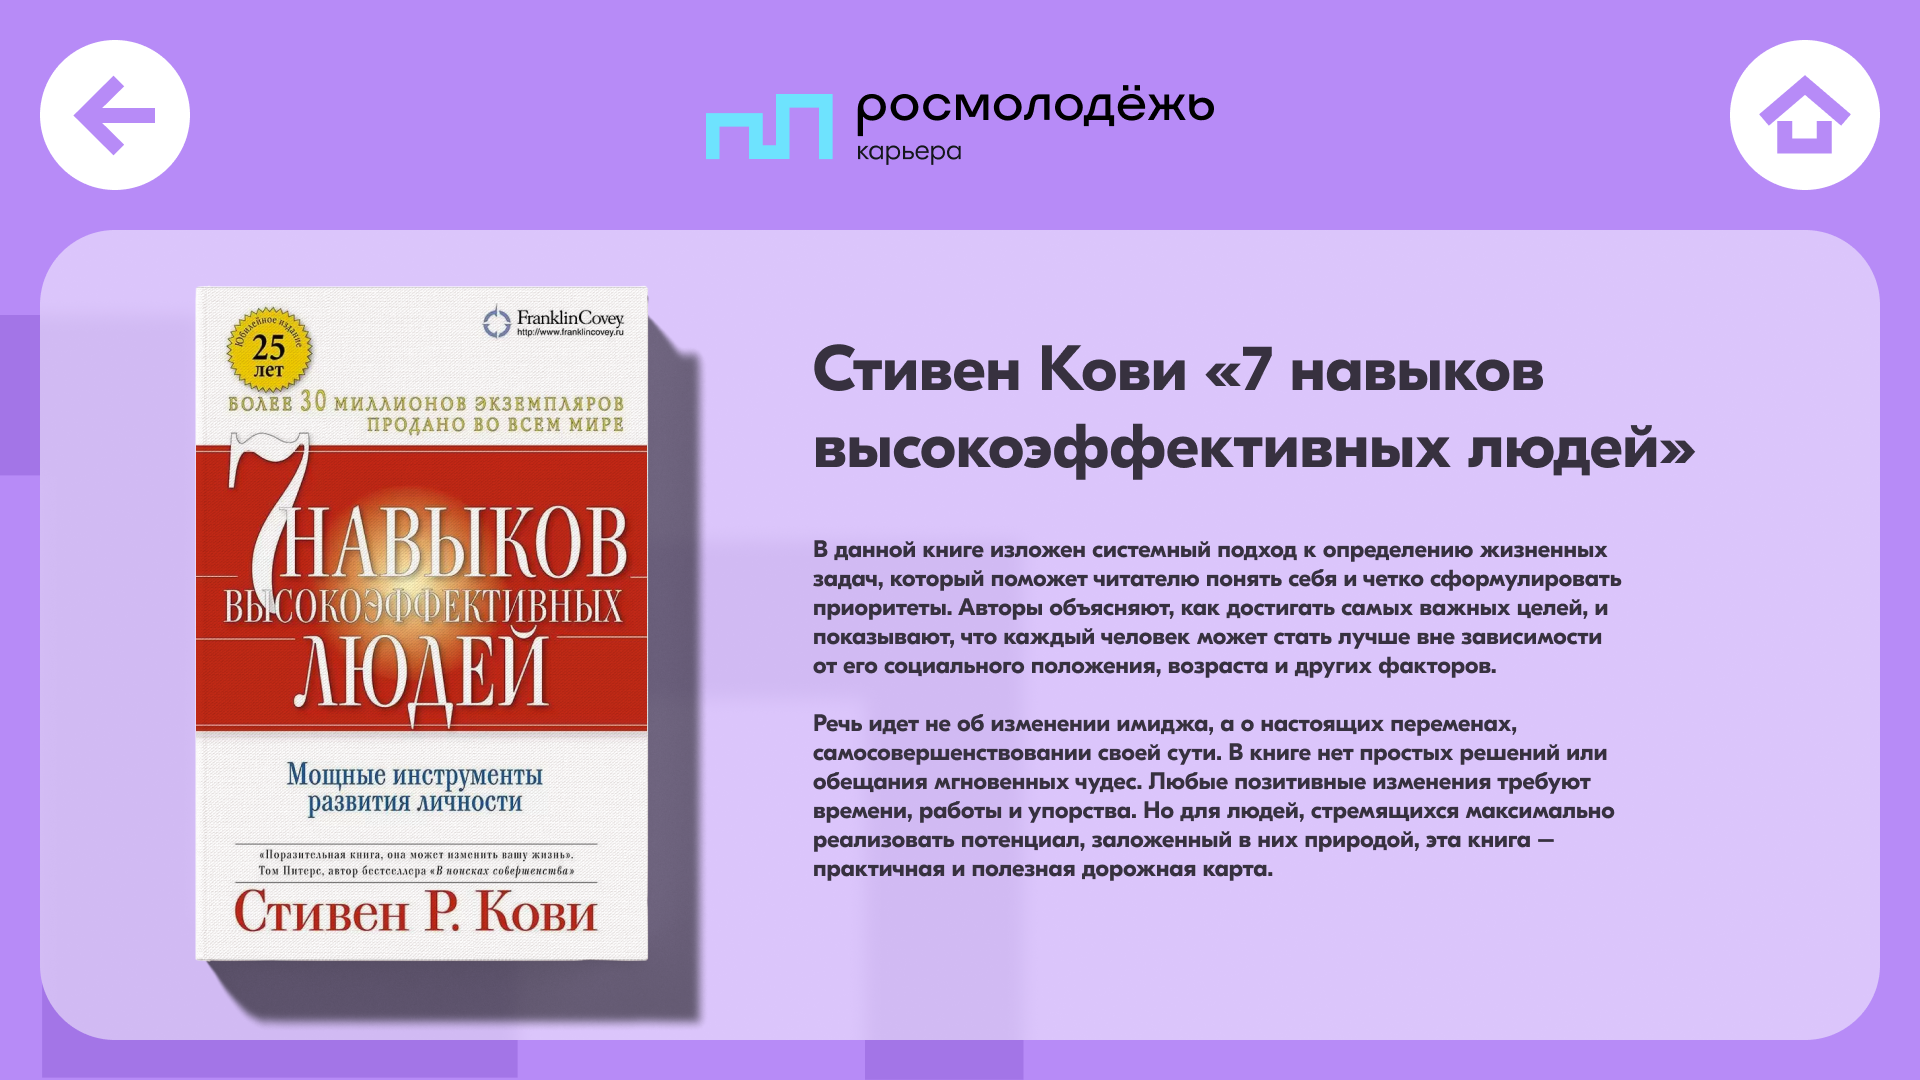 росмолодёжь
карьера
Юбилейное издание
25
лет
FranklinCovey
http://www.franklincovey.ru
БОЛЕЕ 30 МИЛЛИОНОВ ЭКЗЕМПЛЯРОВ
ПРОДАНО ВО ВСЕМ МИРЕ
7 НАВЫКОВ
ВЫСОКОЭФФЕКТИВНЫХ
ЛЮДЕЙ
Мощные инструменты
развития личности
«Поразительная книга, она может изменить вашу жизнь».
Том Питерс, автор бестселлера «В поисках совершенства»
Стивен Р. Кови
Стивен Кови «7 навыков
высокоэффективных людей»
В данной книге изложен системный подход к определению жизненных
задач, который поможет читателю понять себя и четко сформулировать
приоритеты. Авторы объясняют, как достигать самых важных целей, и
показывают, что каждый человек может стать лучше вне зависимости
от его социального положения, возраста и других факторов.
Речь идет не об изменении имиджа, а о настоящих переменах,
самосовершенствовании своей сути. В книге нет простых решений или
обещания мгновенных чудес. Любые позитивные изменения требуют
времени, работы и упорства. Но для людей, стремящихся максимально
реализовать потенциал, заложенный в них природой, эта книга –
практичная и полезная дорожная карта.